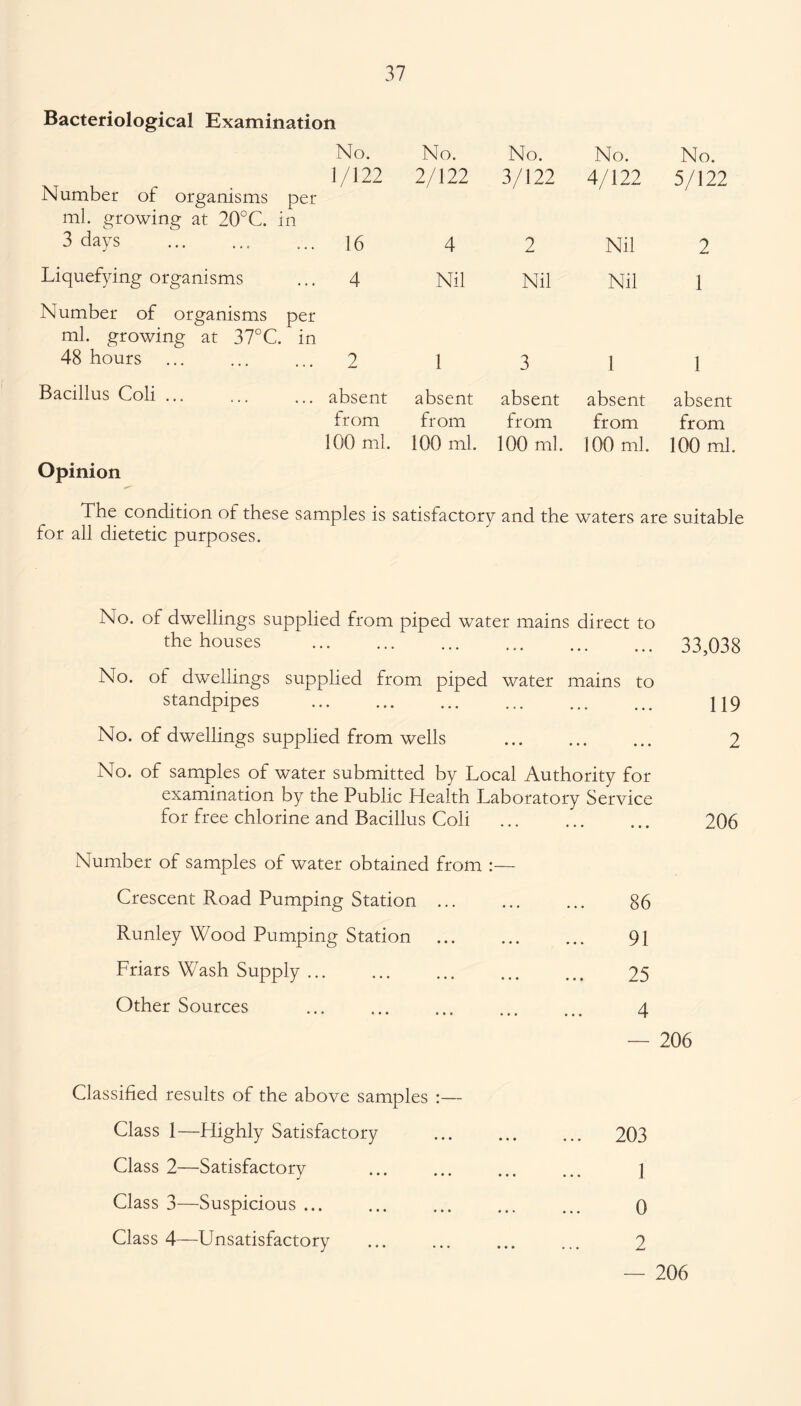 37
Bacteriological Examination
No. No. No. No. No.
1/122 2/122 3/122 4/122 5/122
Number of organisms per
ml. growing at 20°C. in
3 days ... ... ... 16 4 2 Nil 2
Liquefying organisms ... 4 Nil Nil Nil 1
Number of organisms per
ml. growing at 37°C. in
48 hours ... ... ... 2 1 3 1 1
Bacillus Coli ... ... ... absent absent absent absent absent
from from from from from
100 ml. 100 ml. 100 ml. 100 ml. 100 ml.
Opinion
The condition of these samples is satisfactory and the waters are suitable
for all dietetic purposes.
No. of dwellings supplied from piped water mains direct to
the houses ... ... ... ... ... ... 33,038
No. of dwellings supplied from piped water mains to
standpipes ... ... ... ... ... ... 119
No. of dwellings supplied from wells ... ... ... 2
No. of samples of water submitted by Local Authority for
examination by the Public Health Laboratory Service
for free chlorine and Bacillus Coli ... ... ... 206
Number of samples of water obtained from :—
Crescent Road Pumping Station ... ... ... 86
Runley Wood Pumping Station ... ... ... 91
Friars Wash Supply ... ... ... ... ... 25
Other Sources ... ... ... ... ... 4
— 206
Classified results of the above samples :—
Class 1—Highly Satisfactory ... ... ... 203
Class 2—Satisfactory ... ... ... ... 1
Class 3—Suspicious ... ... ... ... ... 0
Class 4—Unsatisfactory ... ... ... ... 2
— 206